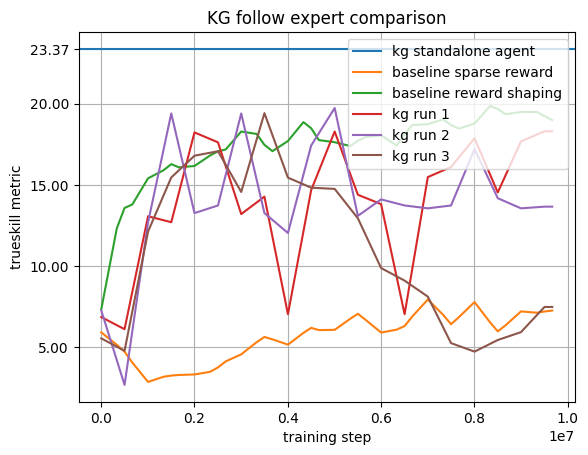 KG follow expert comparison
23.37
20.00
15.00
10.00
5.00
trueskill metric
kg standalone agent
baseline sparse reward
baseline reward shaping
kg run 1
kg run 2
kg run 3
0.0
0.2
0.4
0.6
0.8
1.0
1e7
training step